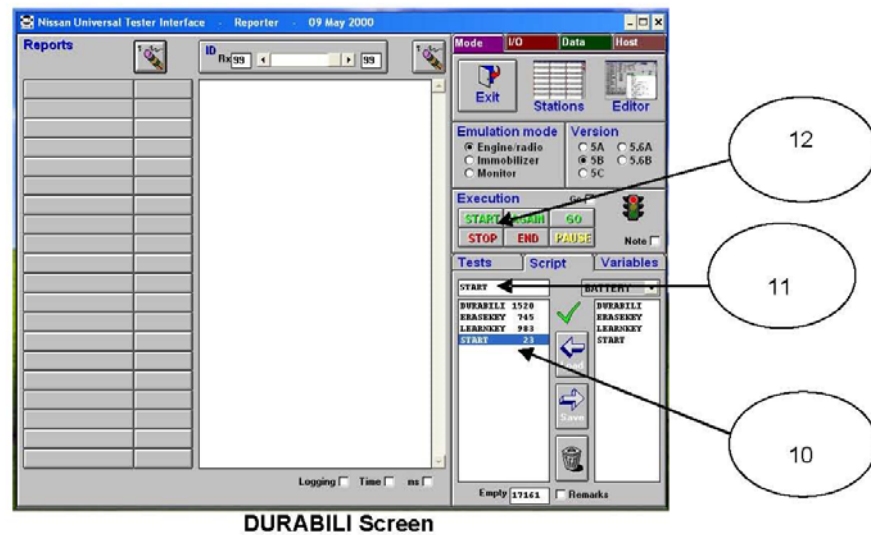 Nissan Universal Tester Interface - Reporter - 09 May 2000
Reports
ID
Rx 99 99
Mode I/O Data Host
Exit Stations Editor
Emulation mode
Engine/radio
Immobilizer
Monitor
Version
5A 5.6A
5B 5.6B
5C
Execution
START AGAIN GO
STOP END PAUSE Note
Tests Script Variables
START BATTERY
DURABILI 1520
ERASEKEY 745
LEARNKEY 983
START 23
Load
Save
DURABILI
ERASEKEY
LEARNKEY
START
Logging Time ms
Empty 17161 Remarks
12
11
10
DURABILI Screen